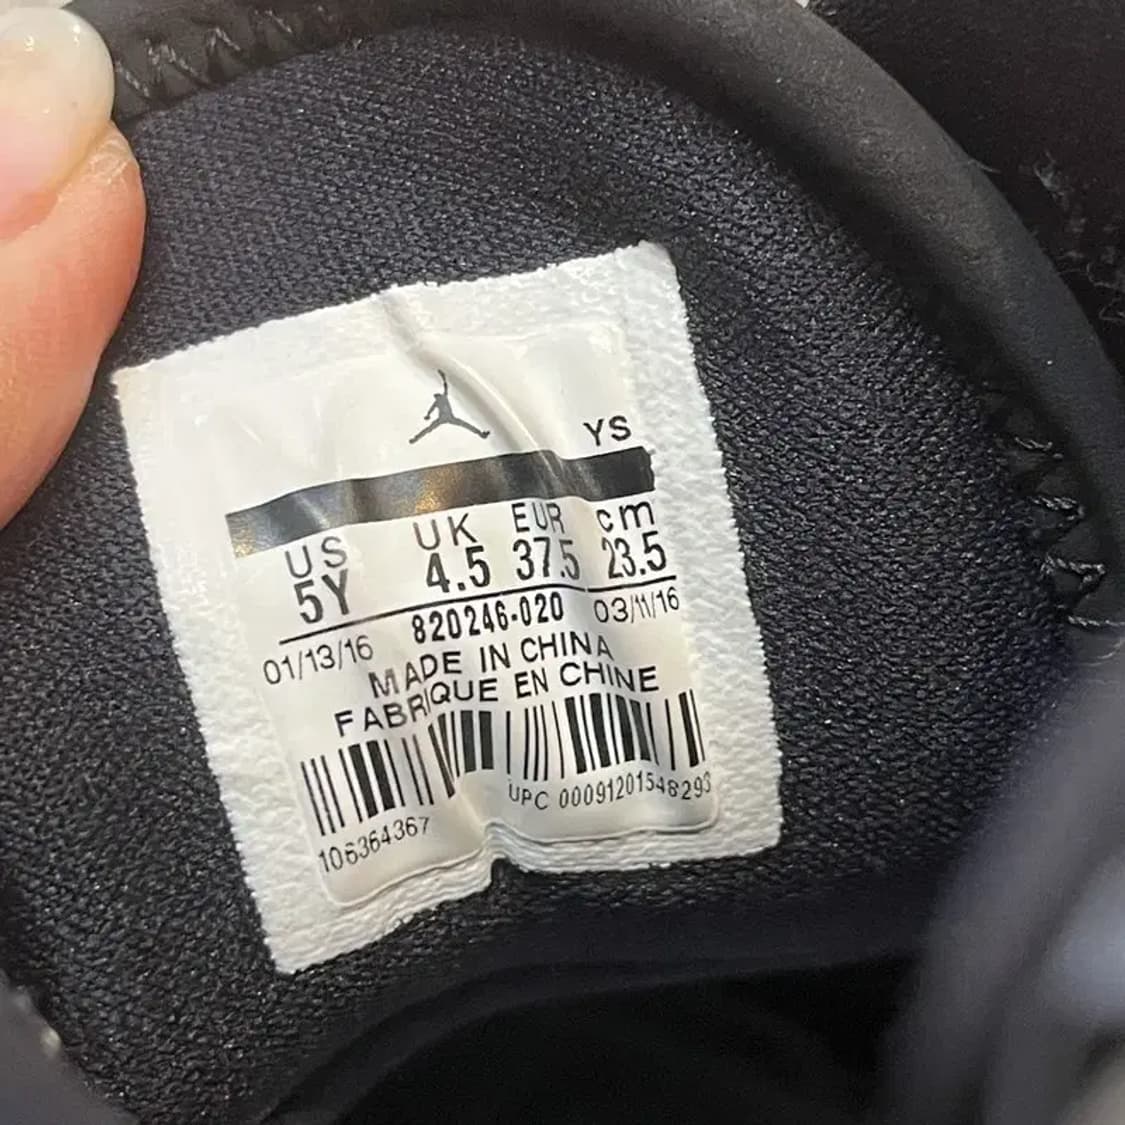 YS
US UK EUR cm
5Y 4.5 37.5 23.5
01/13/16 820246-020 03/11/16
MADE IN CHINA
FABRIQUE EN CHINE
106364367 UPC 00091201548293